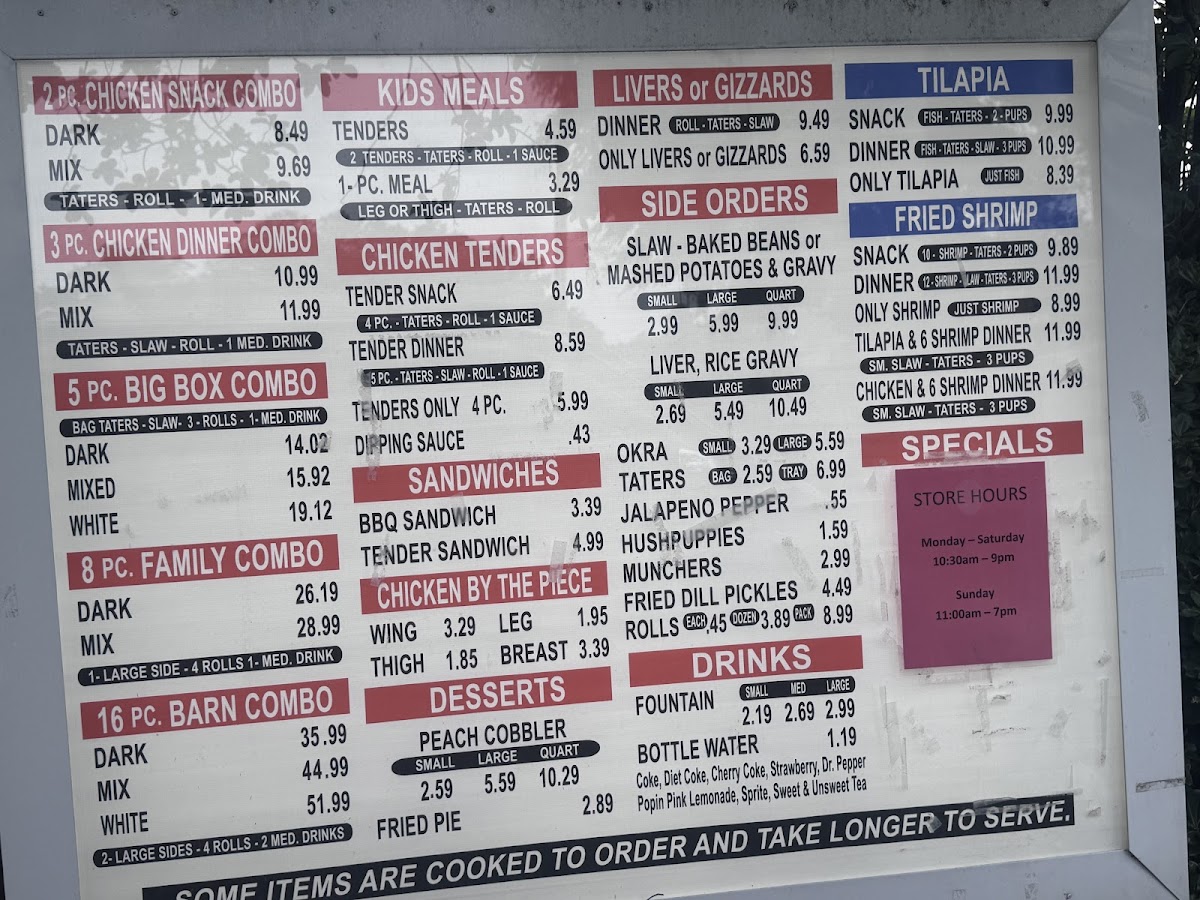 2 PC. CHICKEN SNACK COMBO
DARK 8.49
MIX 9.69
TATERS - ROLL - 1- MED. DRINK
3 PC. CHICKEN DINNER COMBO
DARK 10.99
MIX 11.99
TATERS - SLAW - ROLL - 1 MED. DRINK
5 PC. BIG BOX COMBO
BAG TATERS - SLAW- 3 - ROLLS - 1- MED. DRINK
DARK 14.02
MIXED 15.92
WHITE 19.12
8 PC. FAMILY COMBO
DARK 26.19
MIX 28.99
1- LARGE SIDE - 4 ROLLS 1- MED. DRINK
16 PC. BARN COMBO
DARK 35.99
MIX 44.99
WHITE 51.99
2- LARGE SIDES - 4 ROLLS - 2 MED. DRINKS
KIDS MEALS
TENDERS 4.59
2 TENDERS - TATERS - ROLL - 1 SAUCE
1- PC. MEAL 3.29
LEG OR THIGH - TATERS - ROLL
CHICKEN TENDERS
TENDER SNACK 6.49
4 PC. - TATERS - ROLL - 1 SAUCE
TENDER DINNER 8.59
5 PC. - TATERS - SLAW - ROLL - 1 SAUCE
TENDERS ONLY 4 PC. 5.99
DIPPING SAUCE .43
SANDWICHES
BBQ SANDWICH 3.39
TENDER SANDWICH 4.99
CHICKEN BY THE PIECE
WING 3.29 LEG 1.95
THIGH 1.85 BREAST 3.39
DESSERTS
PEACH COBBLER
SMALL LARGE QUART
2.59 5.59 10.29
FRIED PIE 2.89
LIVERS or GIZZARDS
DINNER ROLL - TATERS - SLAW 9.49
ONLY LIVERS or GIZZARDS 6.59
SIDE ORDERS
SLAW - BAKED BEANS or
MASHED POTATOES & GRAVY
SMALL LARGE QUART
2.99 5.99 9.99
LIVER, RICE GRAVY
SMALL LARGE QUART
2.69 5.49 10.49
OKRA SMALL 3.29 LARGE 5.59
TATERS BAG 2.59 TRAY 6.99
JALAPENO PEPPER .55
HUSHPUPPIES 1.59
MUNCHERS 2.99
FRIED DILL PICKLES 4.49
ROLLS EACH .45 DOZEN 3.89 PACK 8.99
DRINKS
SMALL MED LARGE
FOUNTAIN 2.19 2.69 2.99
BOTTLE WATER 1.19
Coke, Diet Coke, Cherry Coke, Strawberry, Dr. Pepper
Popin Pink Lemonade, Sprite, Sweet & Unsweet Tea
TILAPIA
SNACK FISH - TATERS - 2 - PUPS 9.99
DINNER FISH - TATERS - SLAW - 3 PUPS 10.99
ONLY TILAPIA JUST FISH 8.39
FRIED SHRIMP
SNACK 10 - SHRIMP - TATERS - 2 PUPS 9.89
DINNER 12 - SHRIMP - SLAW - TATERS - 3 PUPS 11.99
ONLY SHRIMP JUST SHRIMP 8.99
TILAPIA & 6 SHRIMP DINNER 11.99
SM. SLAW - TATERS - 3 PUPS
CHICKEN & 6 SHRIMP DINNER 11.99
SM. SLAW - TATERS - 3 PUPS
SPECIALS
STORE HOURS
Monday – Saturday
10:30am – 9pm
Sunday
11:00am – 7pm
SOME ITEMS ARE COOKED TO ORDER AND TAKE LONGER TO SERVE.